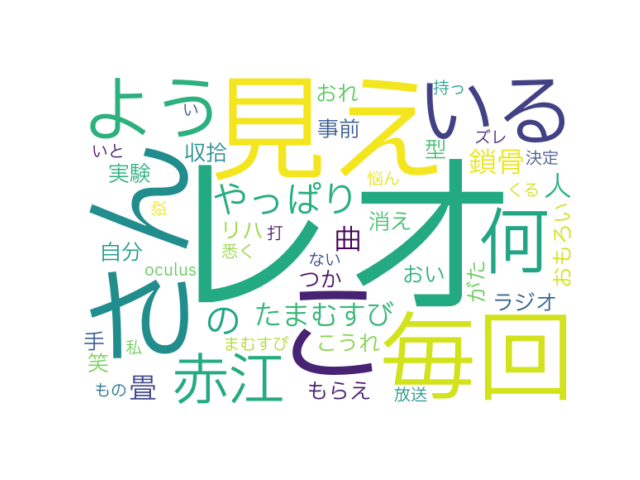 よう
見え
いる
持っ
おれ
い
事前
ズレ
いと
収拾
型
鎖骨
決定
実験
さん
レオ
やっぱり
悩ん
人
くる
リハ
打
曲
消え
何
おもろい
自分
悉く
ない
oculus
つか
おい
がた
の
たまむすび
こ
ラジオ
毎回
手
私
まむすび
こうれ
笑
赤江
もの
畳
もらえ
放送